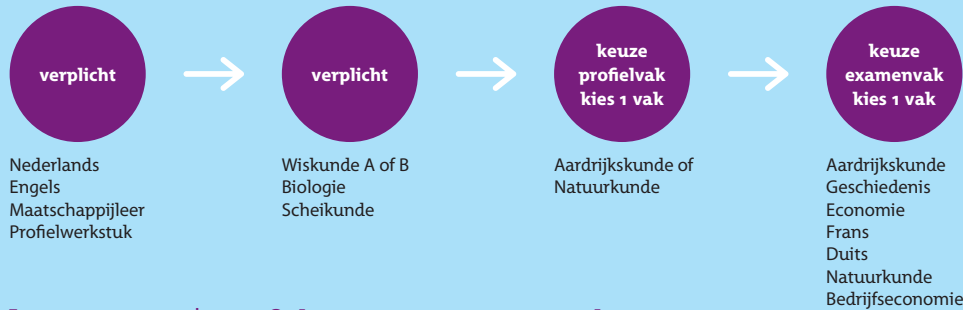 verplicht
Nederlands
Engels
Maatschappijleer
Profielwerkstuk
verplicht
Wiskunde A of B
Biologie
Scheikunde
keuze
profielvak
kies 1 vak
Aardrijkskunde of
Natuurkunde
keuze
examenvak
kies 1 vak
Aardrijkskunde
Geschiedenis
Economie
Frans
Duits
Natuurkunde
Bedrijfseconomie